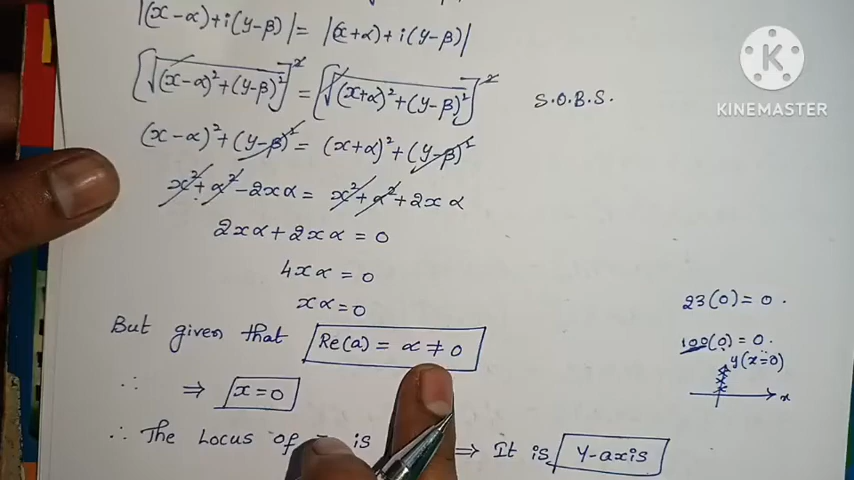 |(x-α)+i(y-β)| = |(x+α)+i(y-β)|
[√(x-α)²+(y-β)²]² = [√(x+α)²+(y-β)²]² S.O.B.S.
(x-α)²+(y-β)² = (x+α)²+(y-β)²
x²+α²-2xα = x²+α²+2xα
2xα+2xα = 0
4xα = 0
xα = 0
But given that Re(a) = α ≠ 0
∴ ⇒ x = 0
∴ The Locus of is ⇒ It is Y-axis
23(0) = 0.
100(0) = 0.
y(x=0)
x
K
KINEMASTER